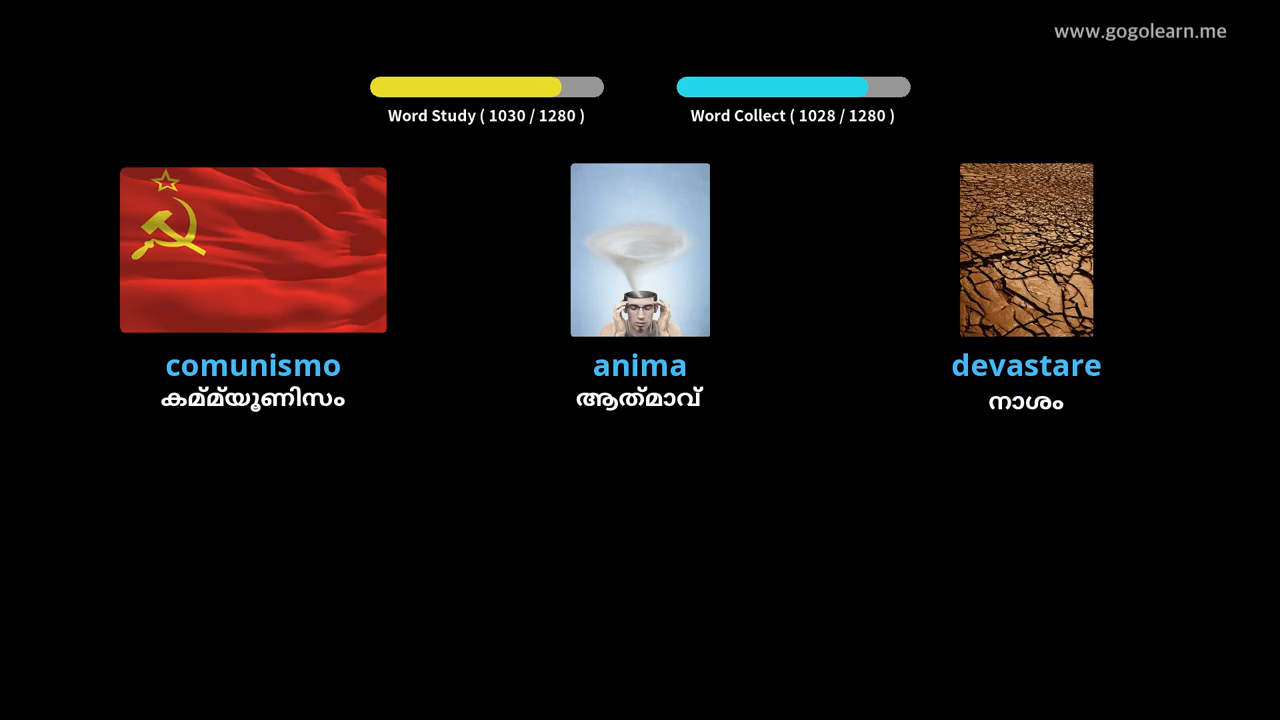 www.gogolearn.me
Word Study ( 1030 / 1280 )
Word Collect ( 1028 / 1280 )
comunismo
കമ്മ്യൂണിസം
anima
ആത്മാവ്
devastare
നാശം